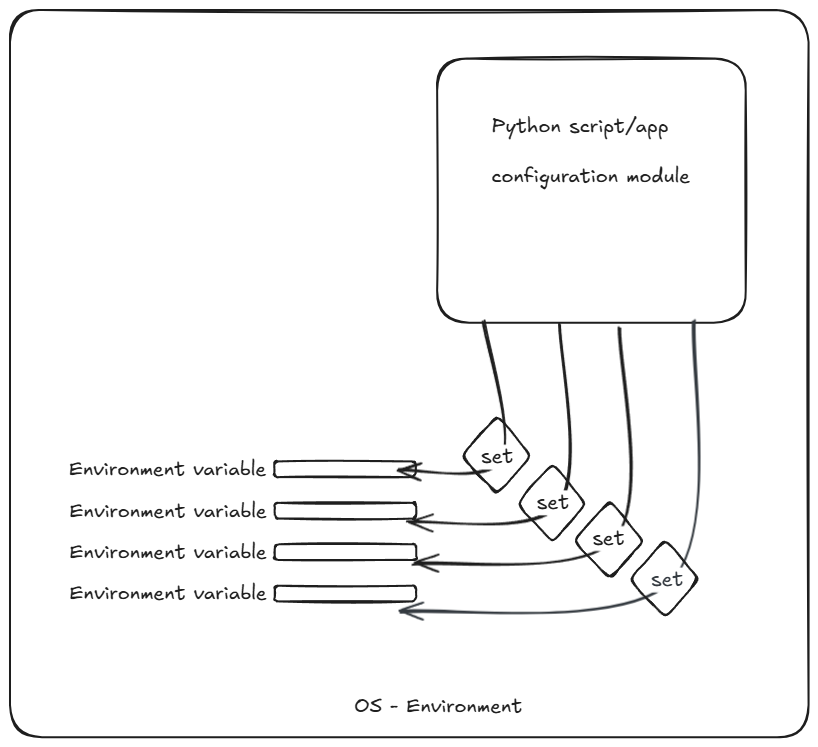 Python script/app
configuration module
set
Environment variable
set
Environment variable
set
Environment variable
set
Environment variable
OS - Environment